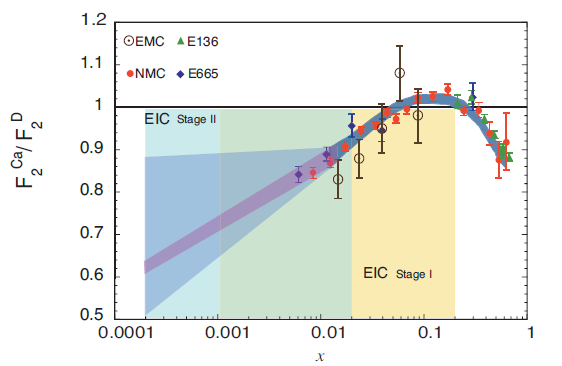 1.2
1.1
1
0.9
0.8
0.7
0.6
0.5
F2Ca/F2D
EMC E136
NMC E665
EIC Stage II
EIC Stage I
0.0001 0.001 0.01 0.1 1
x